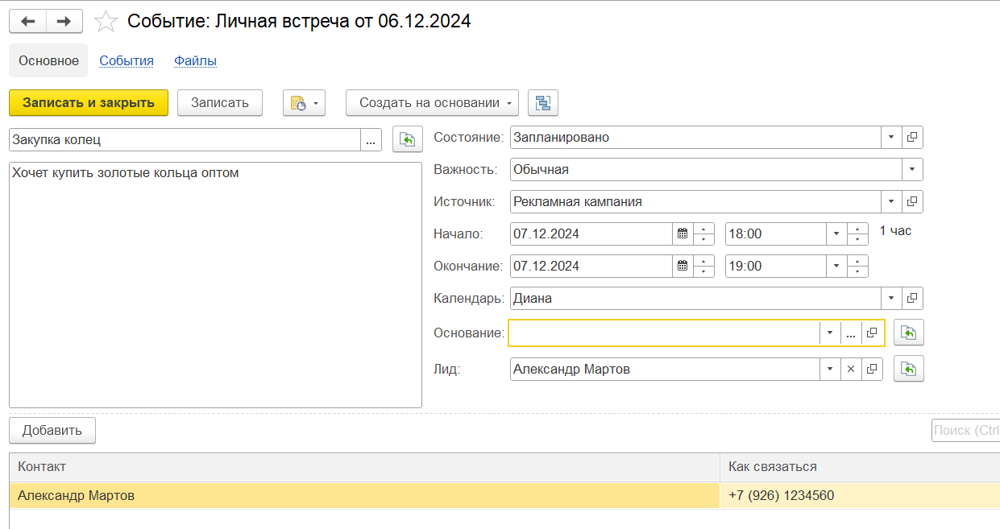 Событие: Личная встреча от 06.12.2024
Основное События Файлы
Записать и закрыть Записать Создать на основании
Закупка колец ...
Хочет купить золотые кольца оптом
Состояние: Запланировано
Важность: Обычная
Источник: Рекламная кампания
Начало: 07.12.2024 18:00 1 час
Окончание: 07.12.2024 19:00
Календарь: Диана
Основание: ...
Лид: Александр Мартов
Добавить Поиск (Ctrl
Контакт Как связаться
Александр Мартов +7 (926) 1234560